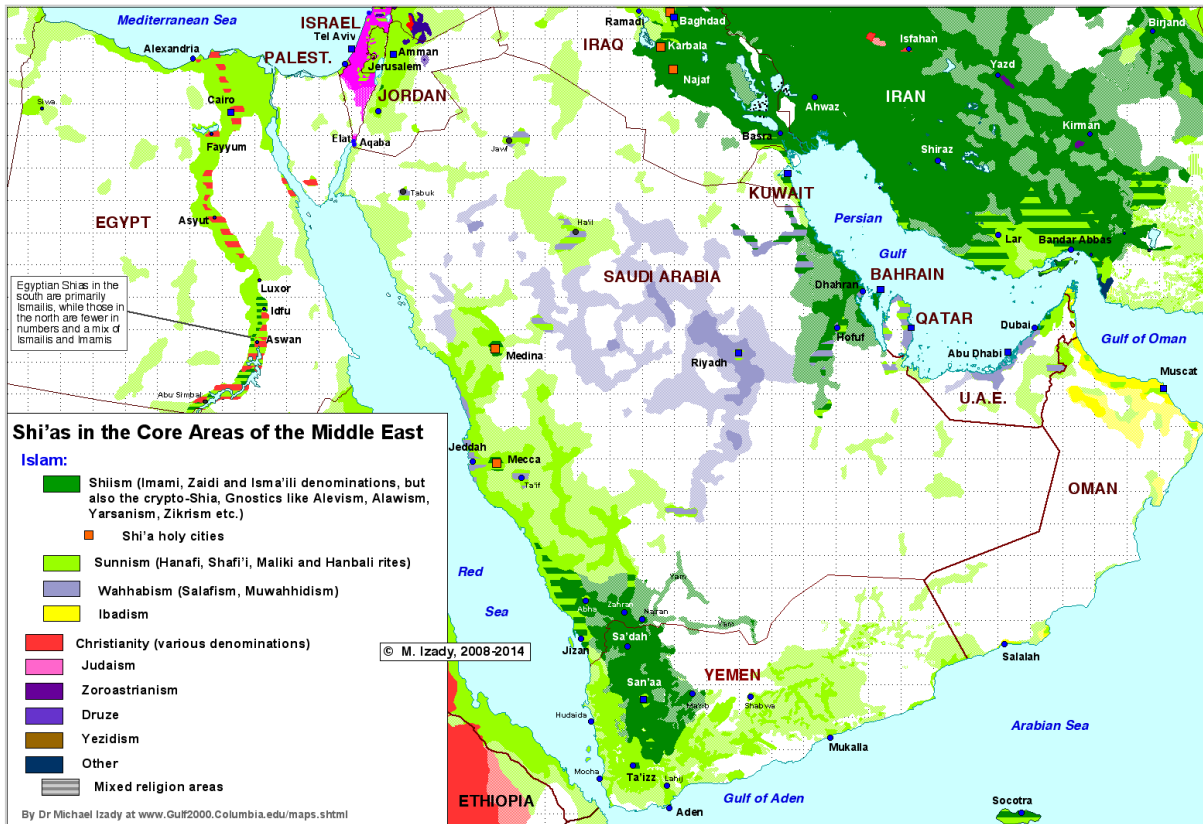 Mediterranean Sea
ISRAEL
Tel Aviv
Alexandria
PALEST.
Amman
Jerusalem
JORDAN
Siwa
Cairo
Fayyum
Elat
Aqaba
Jawf
Tabuk
EGYPT
Asyut
Ha'il
Ramadi
Baghdad
IRAQ
Karbala
Najaf
Basra
Ahwaz
Isfahan
Birjand
Yazd
IRAN
Kirman
Shiraz
KUWAIT
Persian
Gulf
Lar
Bandar Abbas
SAUDI ARABIA
BAHRAIN
Dhahran
QATAR
Hofuf
Dubai
Abu Dhabi
Gulf of Oman
Muscat
U.A.E.
Riyadh
Medina
Luxor
Idfu
Aswan
Abu Simbal
Egyptian Shias in the
south are primarily
Ismailis, while those in
the north are fewer in
numbers and a mix of
Ismailis and Imamis
Jeddah
Mecca
Ta'if
OMAN
Red
Sea
Yam
Abha
Zahran
Najran
Jizan
Sa'dah
YEMEN
San'aa
Ma'rib
Shabwa
Hudaida
Salalah
Arabian Sea
Mukalla
Mocha
Ta'izz
Lahij
Aden
Gulf of Aden
Socotra
ETHIOPIA
Shi'as in the Core Areas of the Middle East
Islam:
Shiism (Imami, Zaidi and Isma'ili denominations, but
also the crypto-Shia, Gnostics like Alevism, Alawism,
Yarsanism, Zikrism etc.)
Shi'a holy cities
Sunnism (Hanafi, Shafi'i, Maliki and Hanbali rites)
Wahhabism (Salafism, Muwahhidism)
Ibadism
Christianity (various denominations)
Judaism
Zoroastrianism
Druze
Yezidism
Other
Mixed religion areas
By Dr Michael Izady at www.Gulf2000.Columbia.edu/maps.shtml
© M. Izady, 2008-2014